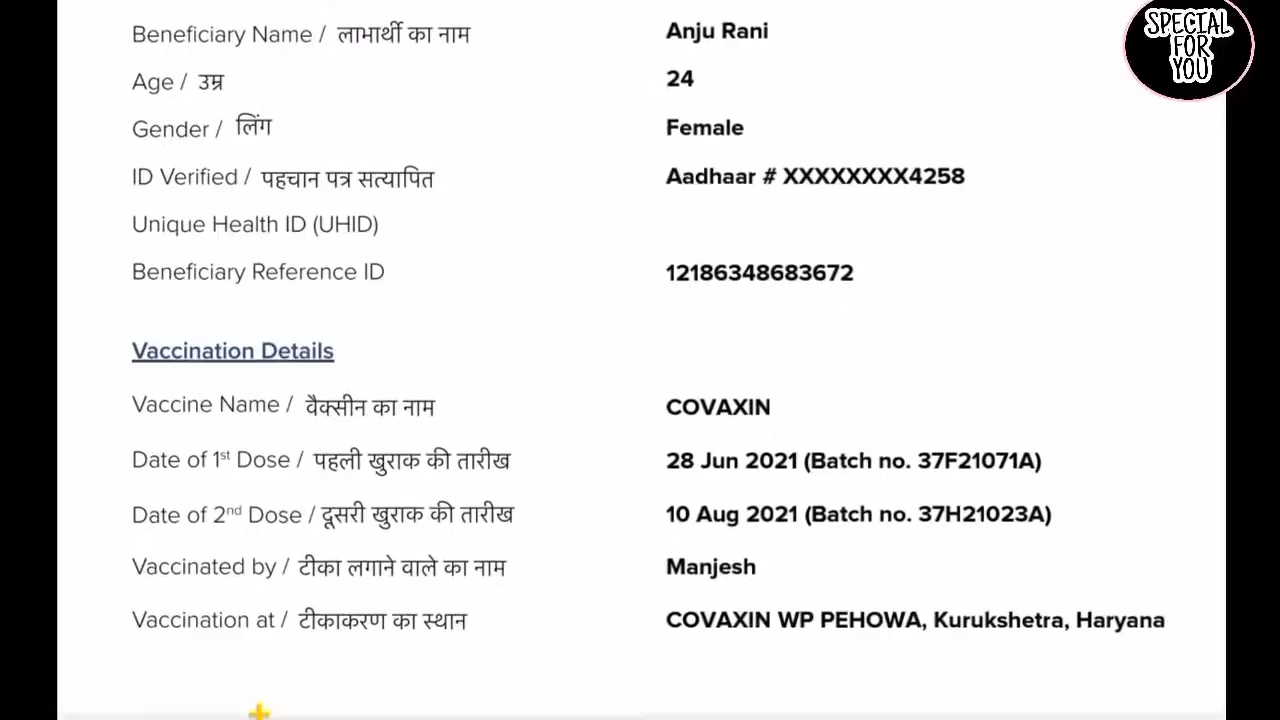 Beneficiary Name / लाभार्थी का नाम Anju Rani
Age / उम्र 24
Gender / लिंग Female
ID Verified / पहचान पत्र सत्यापित Aadhaar # XXXXXXXX4258
Unique Health ID (UHID)
Beneficiary Reference ID 12186348683672
Vaccination Details
Vaccine Name / वैक्सीन का नाम COVAXIN
Date of 1st Dose / पहली खुराक की तारीख 28 Jun 2021 (Batch no. 37F21071A)
Date of 2nd Dose / दूसरी खुराक की तारीख 10 Aug 2021 (Batch no. 37H21023A)
Vaccinated by / टीका लगाने वाले का नाम Manjesh
Vaccination at / टीकाकरण का स्थान COVAXIN WP PEHOWA, Kurukshetra, Haryana
SPECIAL
FOR
YOU